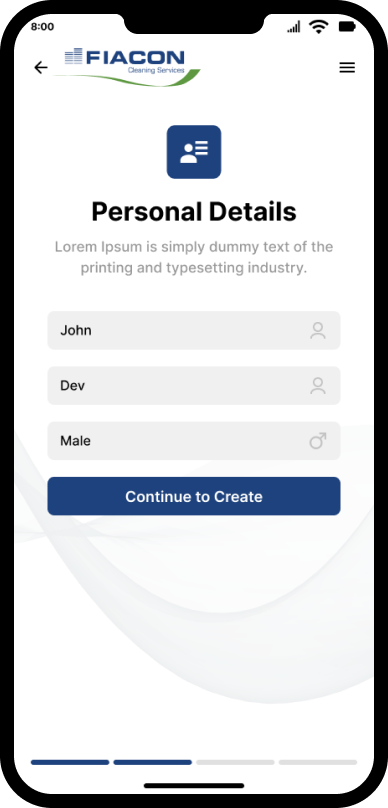 8:00
FIACON
Cleaning Services
Personal Details
Lorem Ipsum is simply dummy text of the
printing and typesetting industry.
John
Dev
Male
Continue to Create